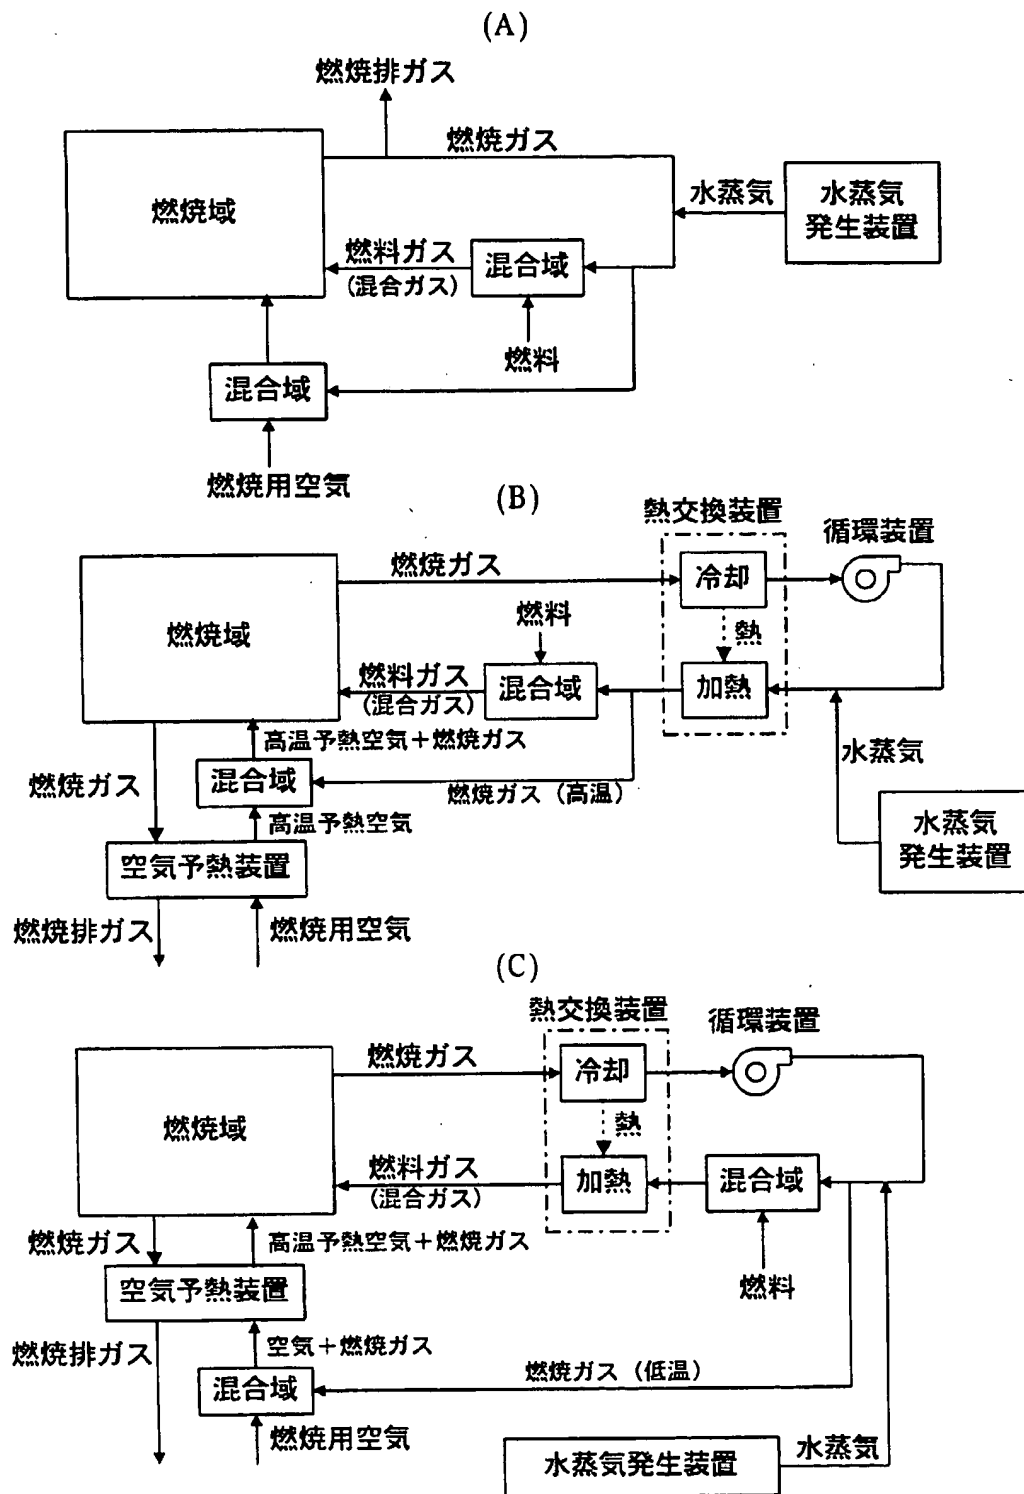 (A)
燃焼排ガス
燃焼ガス
燃焼域
水蒸気
水蒸気
発生装置
燃料ガス
(混合ガス)
混合域
燃料
混合域
燃焼用空気
(B)
熱交換装置
循環装置
燃焼ガス
冷却
燃料
熱
燃焼域
燃料ガス
(混合ガス)
混合域
加熱
高温予熱空気+燃焼ガス
水蒸気
燃焼ガス
混合域
燃焼ガス(高温)
高温予熱空気
水蒸気
発生装置
空気予熱装置
燃焼排ガス
燃焼用空気
(C)
熱交換装置
循環装置
燃焼ガス
冷却
熱
燃焼域
燃料ガス
(混合ガス)
加熱
混合域
燃焼ガス
高温予熱空気+燃焼ガス
燃料
空気予熱装置
空気+燃焼ガス
燃焼排ガス
燃焼ガス(低温)
混合域
燃焼用空気
水蒸気
水蒸気発生装置